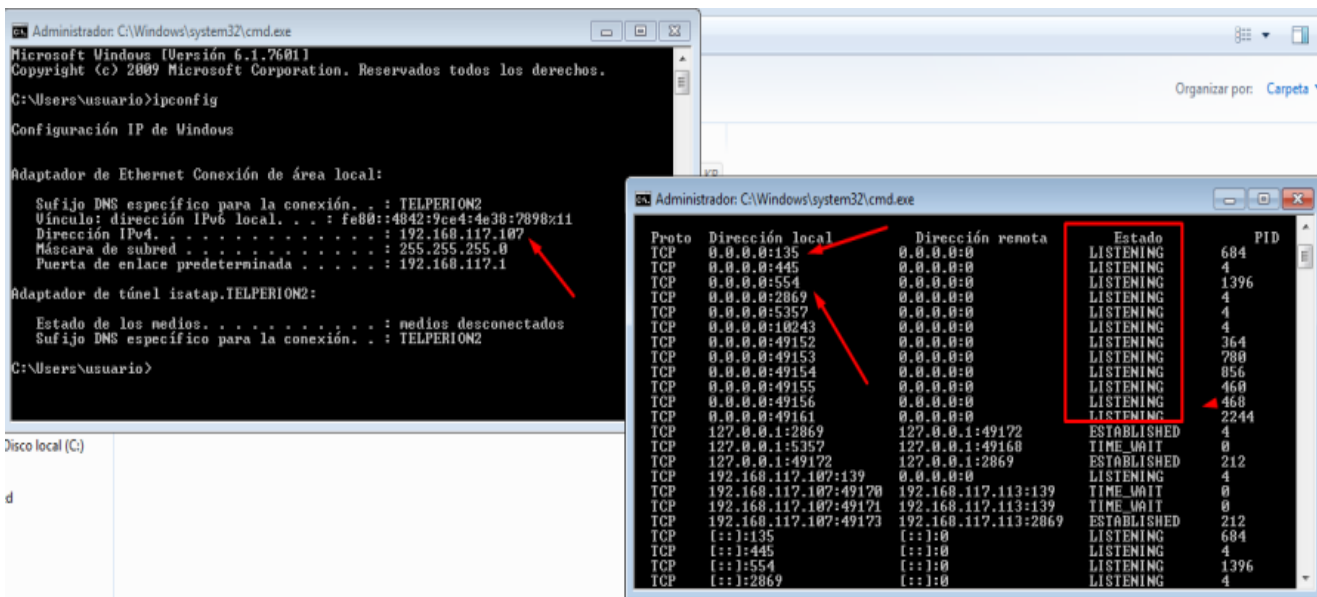 Administrador: C:\Windows\system32\cmd.exe
Microsoft Windows [Versión 6.1.7601]
Copyright (c) 2009 Microsoft Corporation. Reservados todos los derechos.
C:\Users\usuario>ipconfig
Configuración IP de Windows
Adaptador de Ethernet Conexión de área local:
Sufijo DNS específico para la conexión. . : TELPERION2
Vínculo: dirección IPv6 local. . . : fe80::4842:9ce4:4e38:7898%11
Dirección IPv4. . . . . . . . . . . . . . : 192.168.117.107
Máscara de subred . . . . . . . . . . . . : 255.255.255.0
Puerta de enlace predeterminada . . . . . : 192.168.117.1
Adaptador de túnel isatap.TELPERION2:
Estado de los medios. . . . . . . . . . . : medios desconectados
Sufijo DNS específico para la conexión. . : TELPERION2
C:\Users\usuario>
Organizar por: Carpeta
Disco local (C:)
d
Administrador: C:\Windows\system32\cmd.exe
Proto Dirección local Dirección remota Estado PID
TCP 0.0.0.0:135 0.0.0.0:0 LISTENING 684
TCP 0.0.0.0:445 0.0.0.0:0 LISTENING 4
TCP 0.0.0.0:554 0.0.0.0:0 LISTENING 1396
TCP 0.0.0.0:2869 0.0.0.0:0 LISTENING 4
TCP 0.0.0.0:5357 0.0.0.0:0 LISTENING 4
TCP 0.0.0.0:10243 0.0.0.0:0 LISTENING 4
TCP 0.0.0.0:49152 0.0.0.0:0 LISTENING 364
TCP 0.0.0.0:49153 0.0.0.0:0 LISTENING 780
TCP 0.0.0.0:49154 0.0.0.0:0 LISTENING 856
TCP 0.0.0.0:49155 0.0.0.0:0 LISTENING 460
TCP 0.0.0.0:49156 0.0.0.0:0 LISTENING 468
TCP 0.0.0.0:49161 0.0.0.0:0 LISTENING 2244
TCP 127.0.0.1:2869 127.0.0.1:49172 ESTABLISHED 4
TCP 127.0.0.1:5357 127.0.0.1:49168 TIME_WAIT 0
TCP 127.0.0.1:49172 127.0.0.1:2869 ESTABLISHED 212
TCP 192.168.117.107:139 0.0.0.0:0 LISTENING 4
TCP 192.168.117.107:49170 192.168.117.113:139 TIME_WAIT 0
TCP 192.168.117.107:49171 192.168.117.113:139 TIME_WAIT 0
TCP 192.168.117.107:49173 192.168.117.113:2869 ESTABLISHED 212
TCP [::]:135 [::]:0 LISTENING 684
TCP [::]:445 [::]:0 LISTENING 4
TCP [::]:554 [::]:0 LISTENING 1396
TCP [::]:2869 [::]:0 LISTENING 4